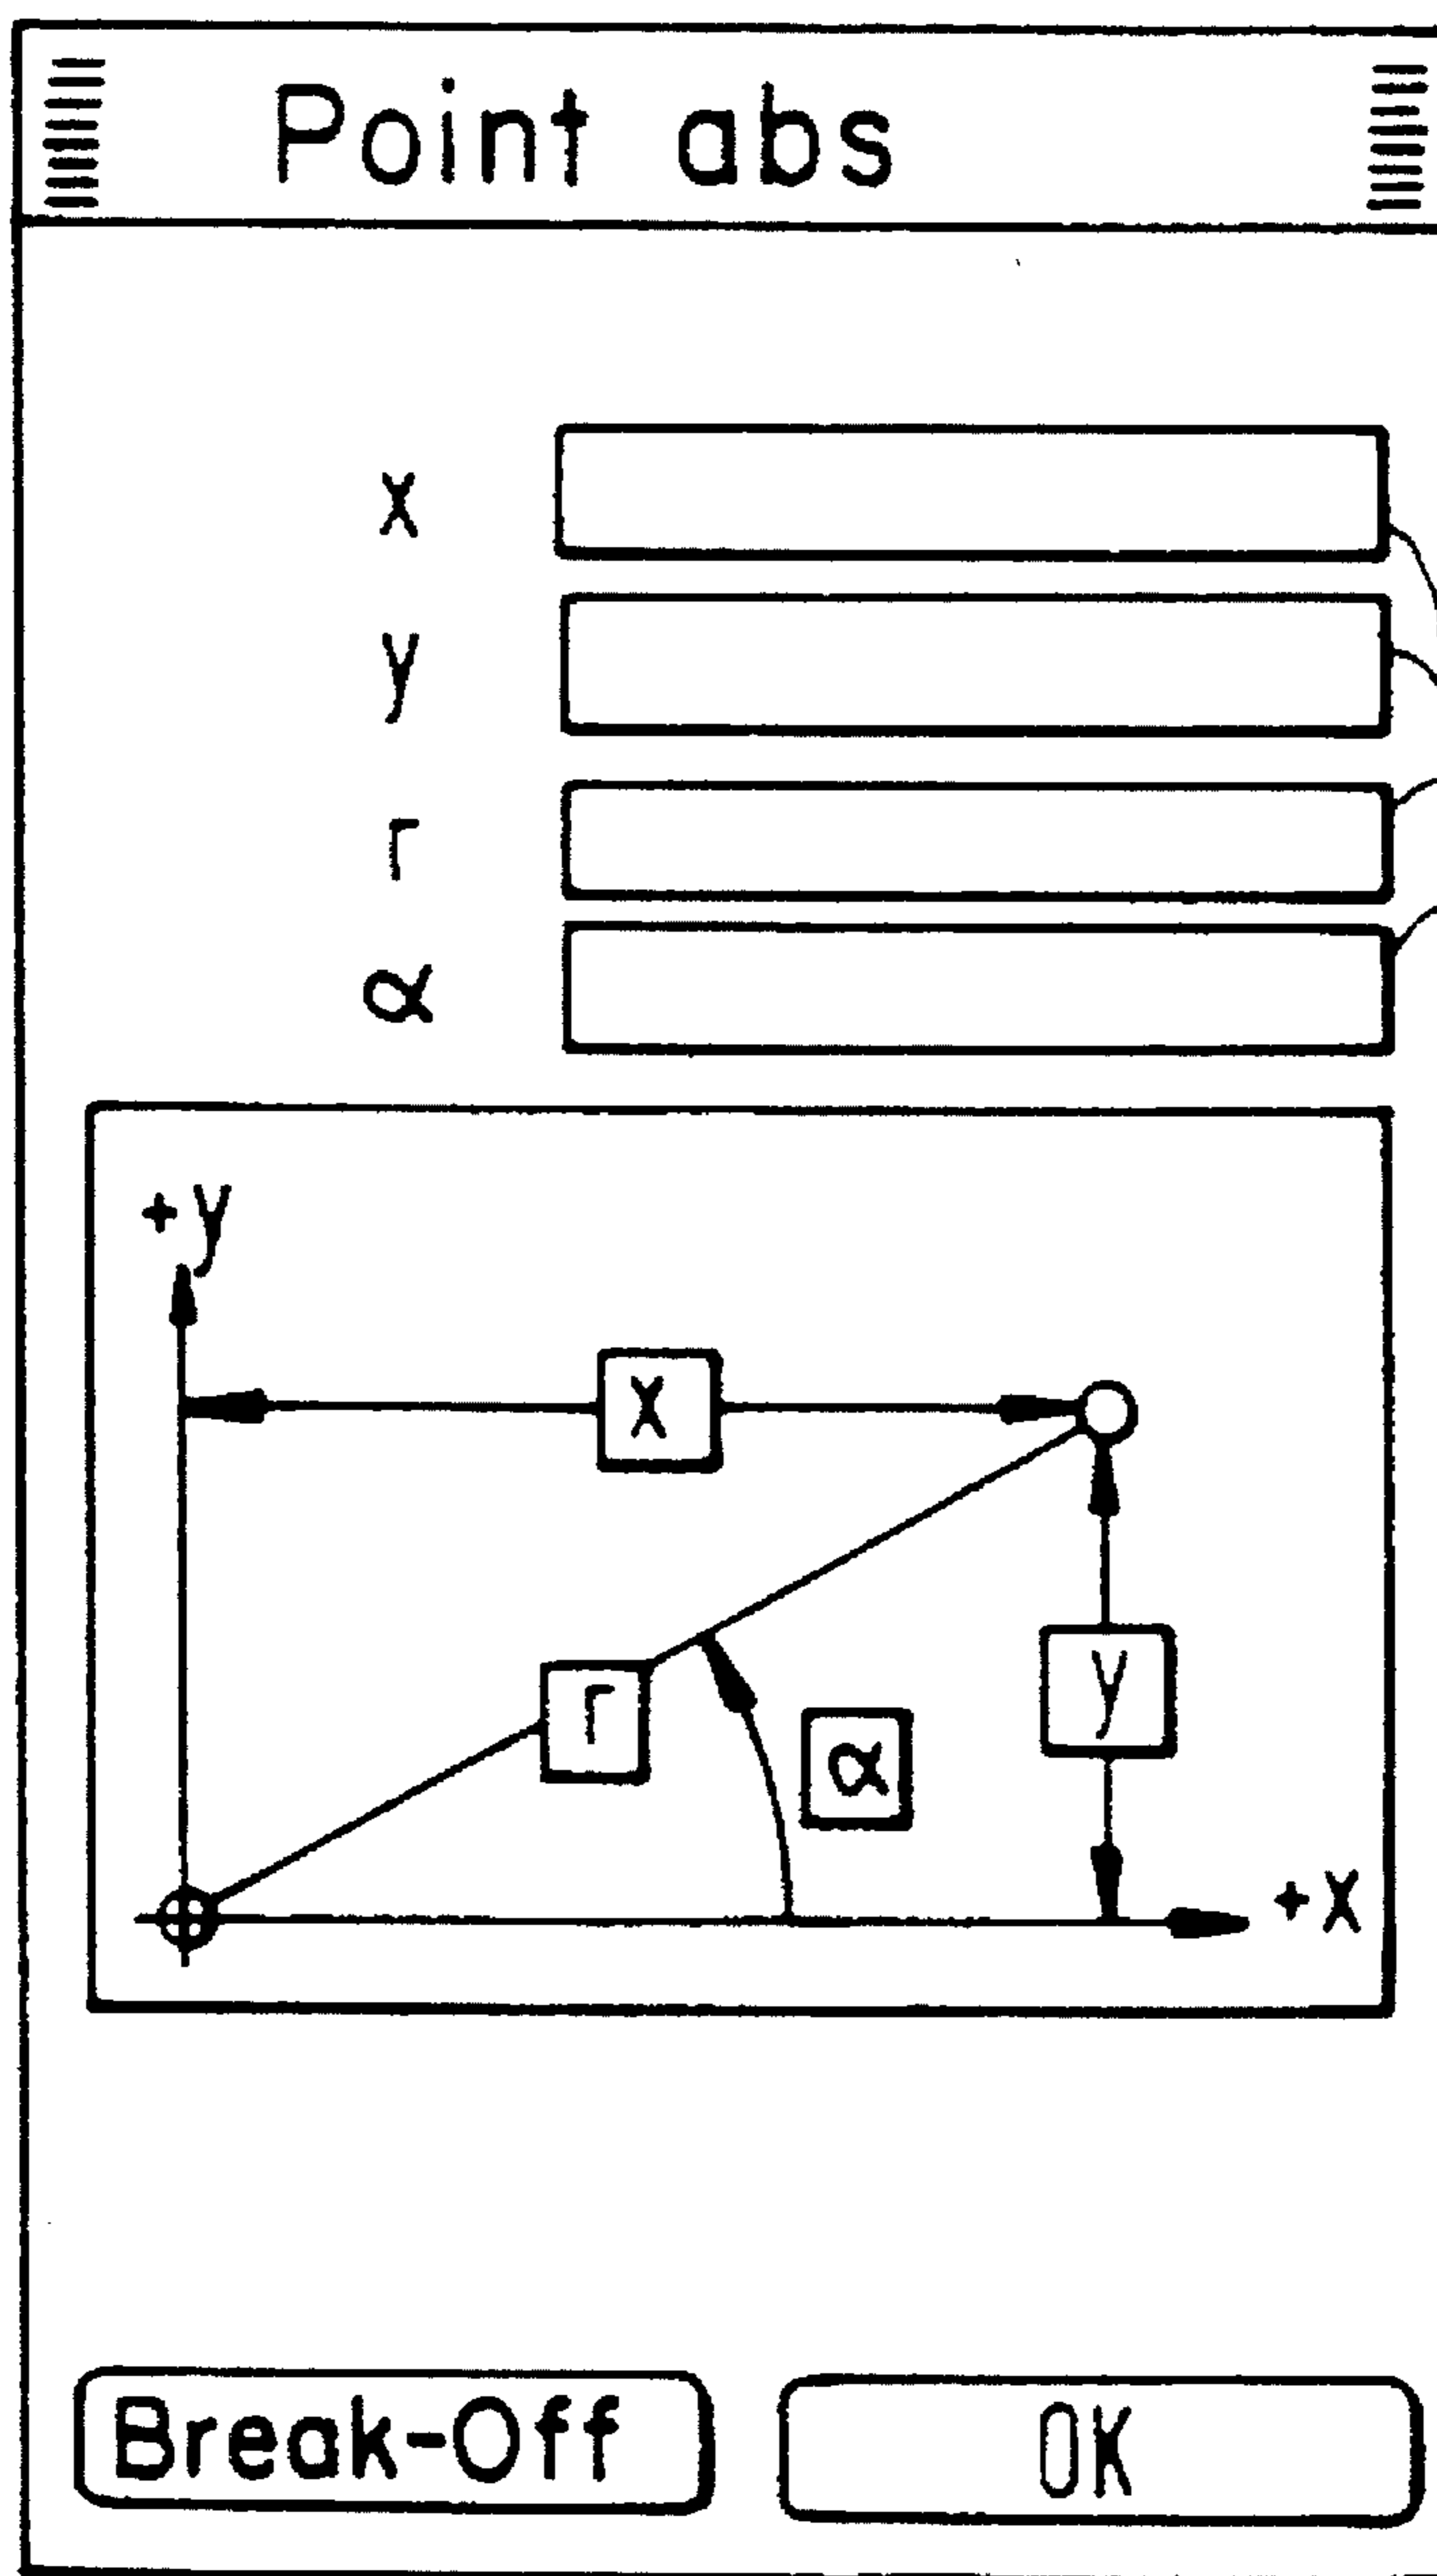 Point abs
x
y
r
α
+y
x
r
α
y
+x
Break-Off
OK